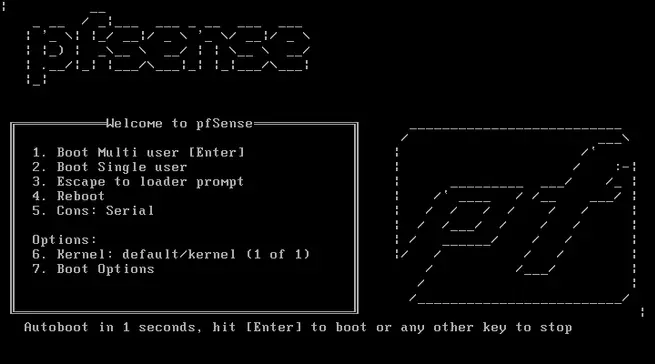 pfsense
Welcome to pfSense
1. Boot Multi user [Enter]
2. Boot Single user
3. Escape to loader prompt
4. Reboot
5. Cons: Serial
Options:
6. Kernel: default/kernel (1 of 1)
7. Boot Options
pf
Autoboot in 1 seconds, hit [Enter] to boot or any other key to stop